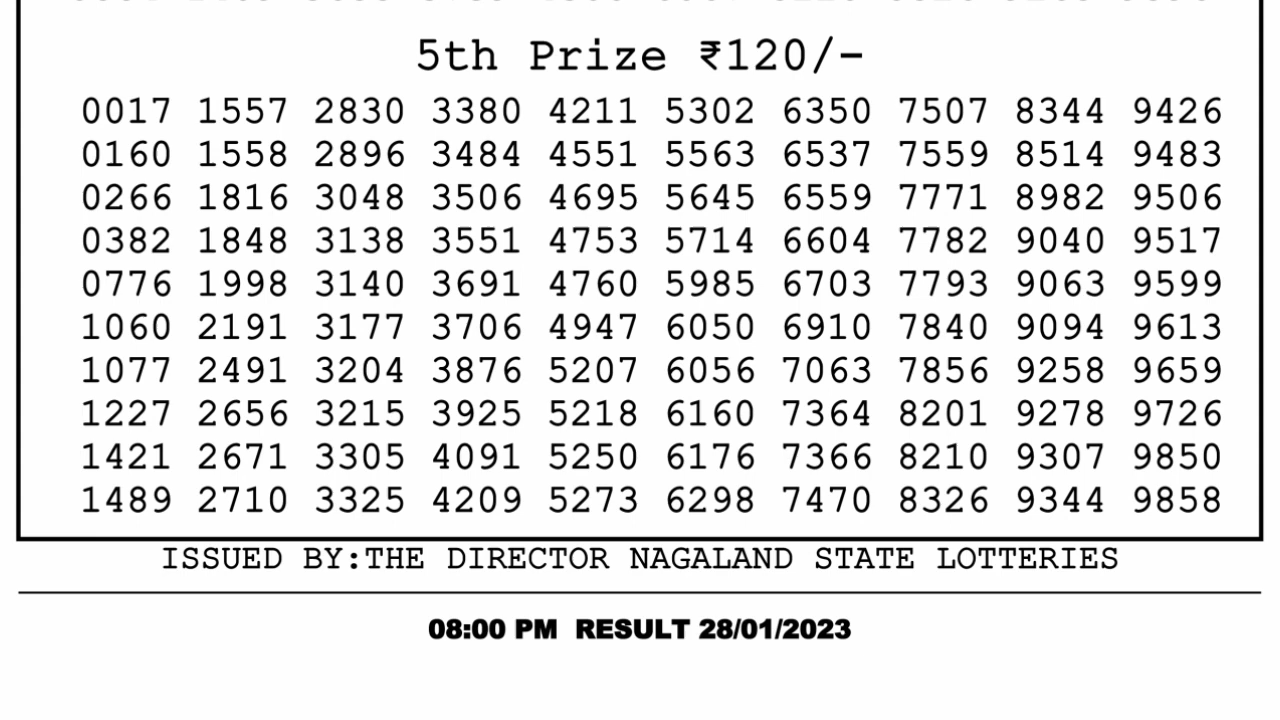 5th Prize ₹120/-
0017 1557 2830 3380 4211 5302 6350 7507 8344 9426
0160 1558 2896 3484 4551 5563 6537 7559 8514 9483
0266 1816 3048 3506 4695 5645 6559 7771 8982 9506
0382 1848 3138 3551 4753 5714 6604 7782 9040 9517
0776 1998 3140 3691 4760 5985 6703 7793 9063 9599
1060 2191 3177 3706 4947 6050 6910 7840 9094 9613
1077 2491 3204 3876 5207 6056 7063 7856 9258 9659
1227 2656 3215 3925 5218 6160 7364 8201 9278 9726
1421 2671 3305 4091 5250 6176 7366 8210 9307 9850
1489 2710 3325 4209 5273 6298 7470 8326 9344 9858
ISSUED BY:THE DIRECTOR NAGALAND STATE LOTTERIES
08:00 PM RESULT 28/01/2023